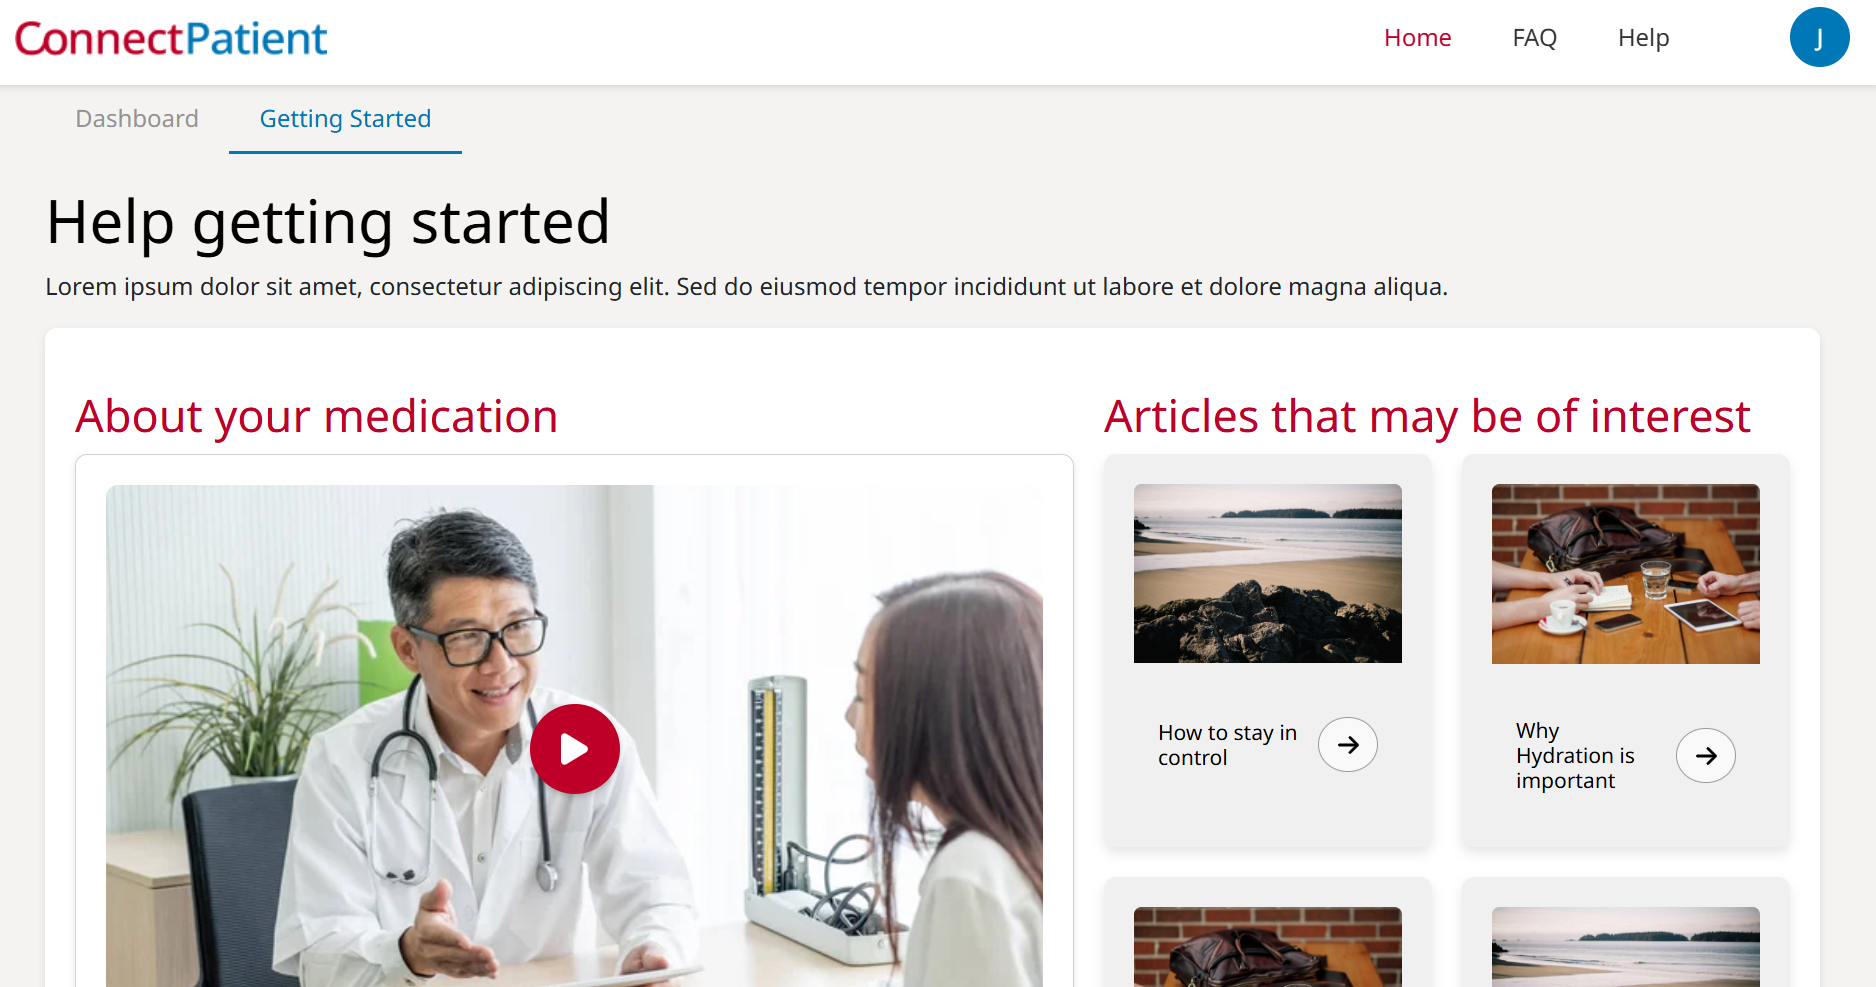 ConnectPatient
Home FAQ Help J
Dashboard Getting Started
Help getting started
Lorem ipsum dolor sit amet, consectetur adipiscing elit. Sed do eiusmod tempor incididunt ut labore et dolore magna aliqua.
About your medication
Articles that may be of interest
How to stay in
control
Why
Hydration is
important